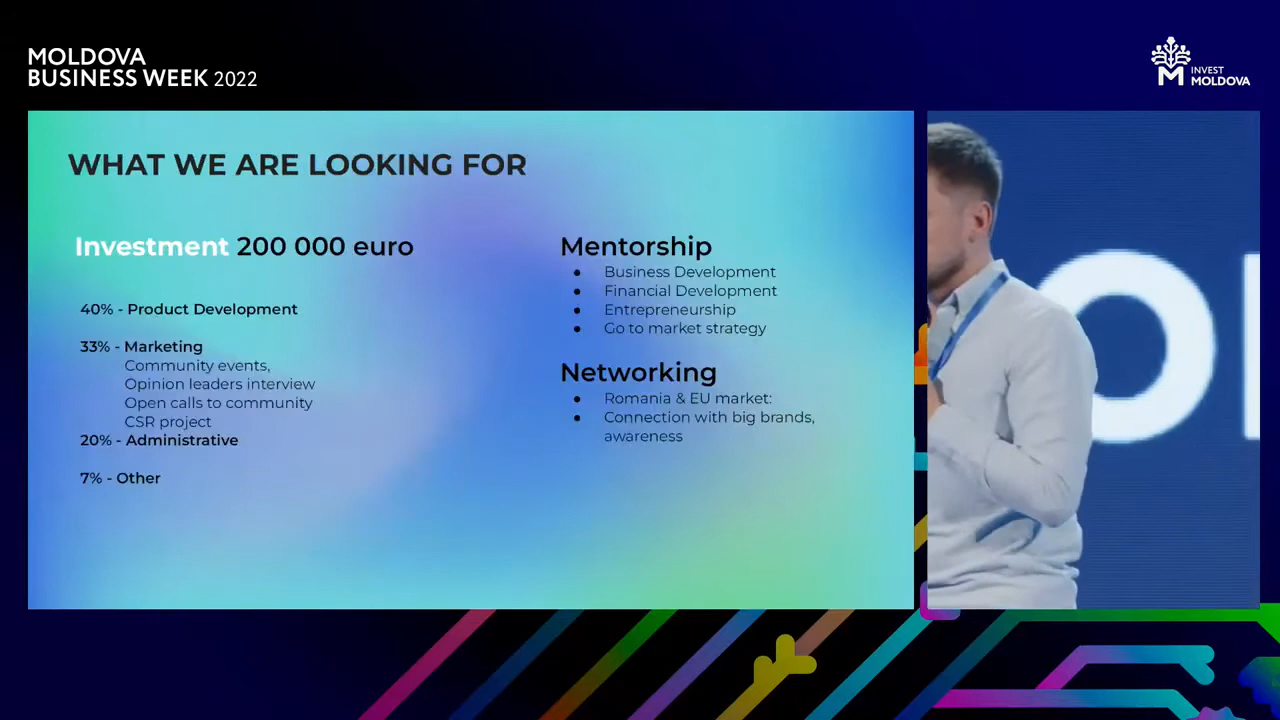 MOLDOVA
BUSINESS WEEK 2022
INVEST
MOLDOVA
WHAT WE ARE LOOKING FOR
Investment 200 000 euro
40% - Product Development
33% - Marketing
Community events,
Opinion leaders interview
Open calls to community
CSR project
20% - Administrative
7% - Other
Mentorship
● Business Development
● Financial Development
● Entrepreneurship
● Go to market strategy
Networking
● Romania & EU market:
● Connection with big brands,
awareness